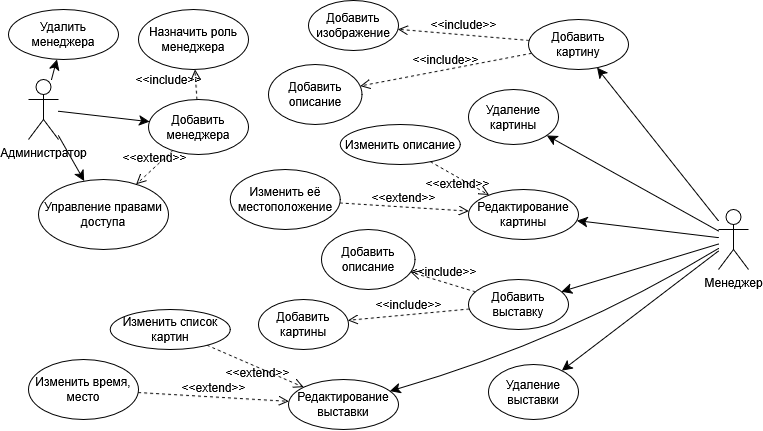 Удалить
менеджера
Назначить роль
менеджера
Добавить
изображение
<<include>>
Добавить
картину
<<include>>
<<include>>
Добавить
описание
Добавить
менеджера
Администратор
<<extend>>
Удаление
картины
Изменить описание
<<extend>>
Управление правами
доступа
Изменить её
местоположение
<<extend>>
Редактирование
картины
Менеджер
Добавить
описание
<<include>>
Добавить
выставку
<<include>>
Добавить
картины
Изменить список
картин
<<extend>>
Изменить время,
место
<<extend>>
Редактирование
выставки
Удаление
выставки